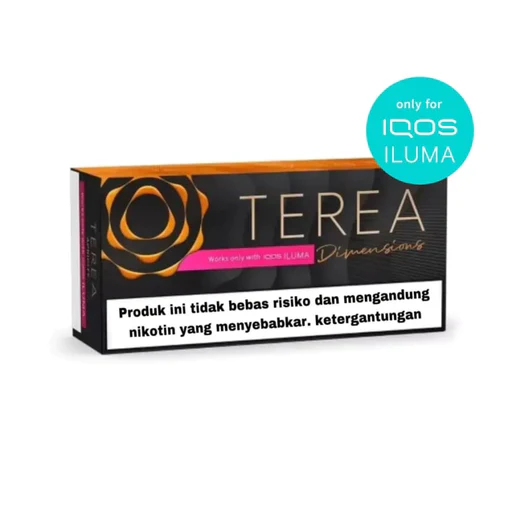 only for
IQOS
ILUMA
TEREA
Dimensions
Works only with IQOS ILUMA
TEREA
Produk ini tidak bebas risiko dan mengandung
nikotin yang menyebabkar. ketergantungan